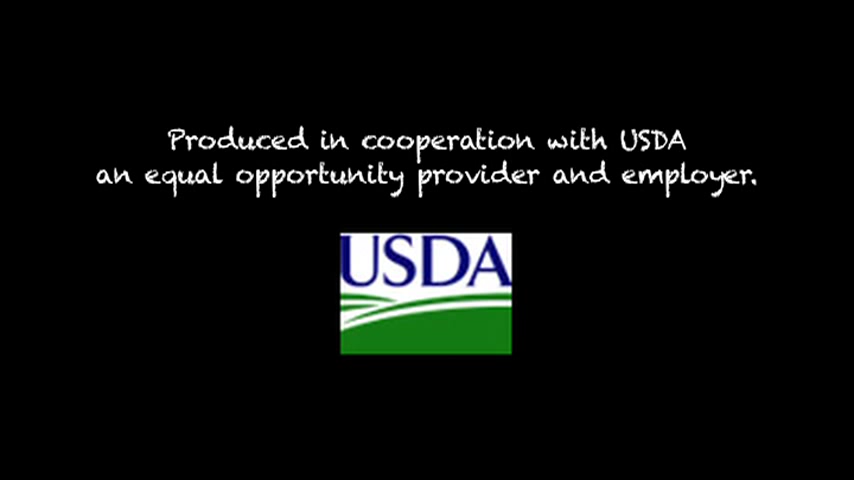 Produced in cooperation with USDA
an equal opportunity provider and employer.
USDA